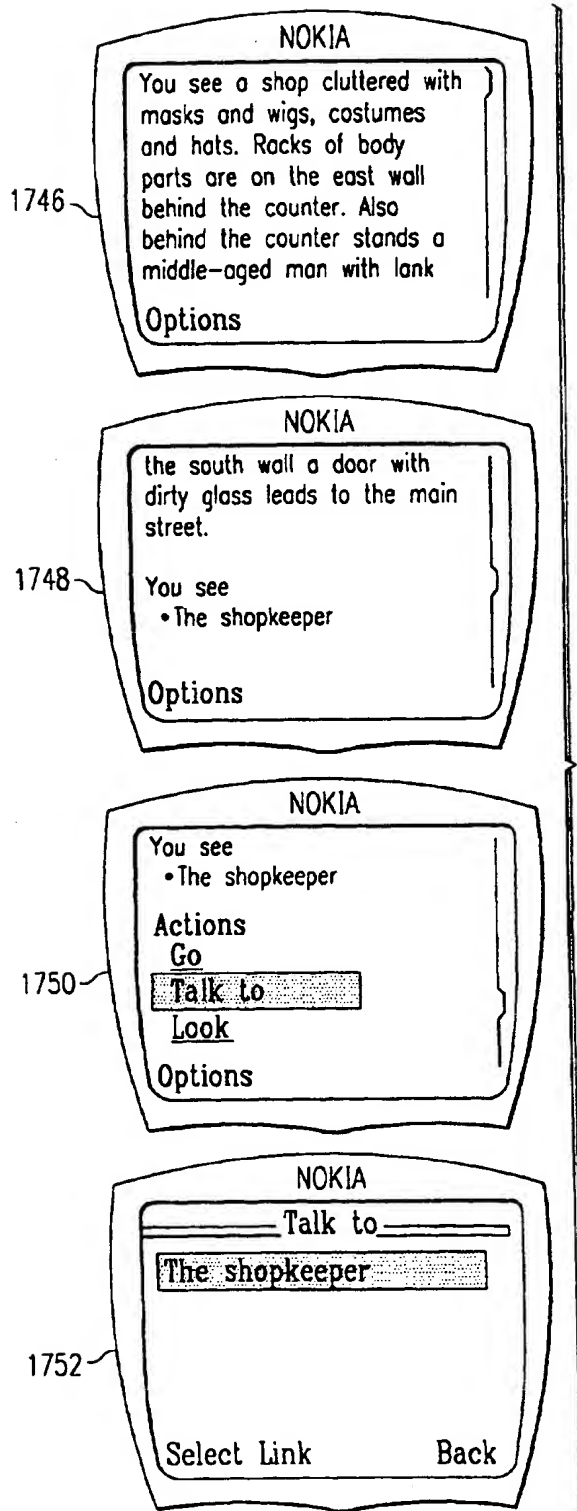 NOKIA
You see a shop cluttered with
masks and wigs, costumes
and hats. Racks of body
parts are on the east wall
behind the counter. Also
behind the counter stands a
middle-aged man with lank
Options
1746
NOKIA
the south wall a door with
dirty glass leads to the main
street.
You see
•The shopkeeper
Options
1748
NOKIA
You see
•The shopkeeper
Actions
Go
Talk to
Look
Options
1750
NOKIA
Talk to
The shopkeeper
Select Link Back
1752